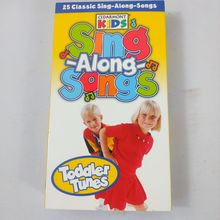 25 Classic Sing-Along-Songs
CEDARMONT
KIDS
Sing
-Along-
Songs
Toddler
Tunes